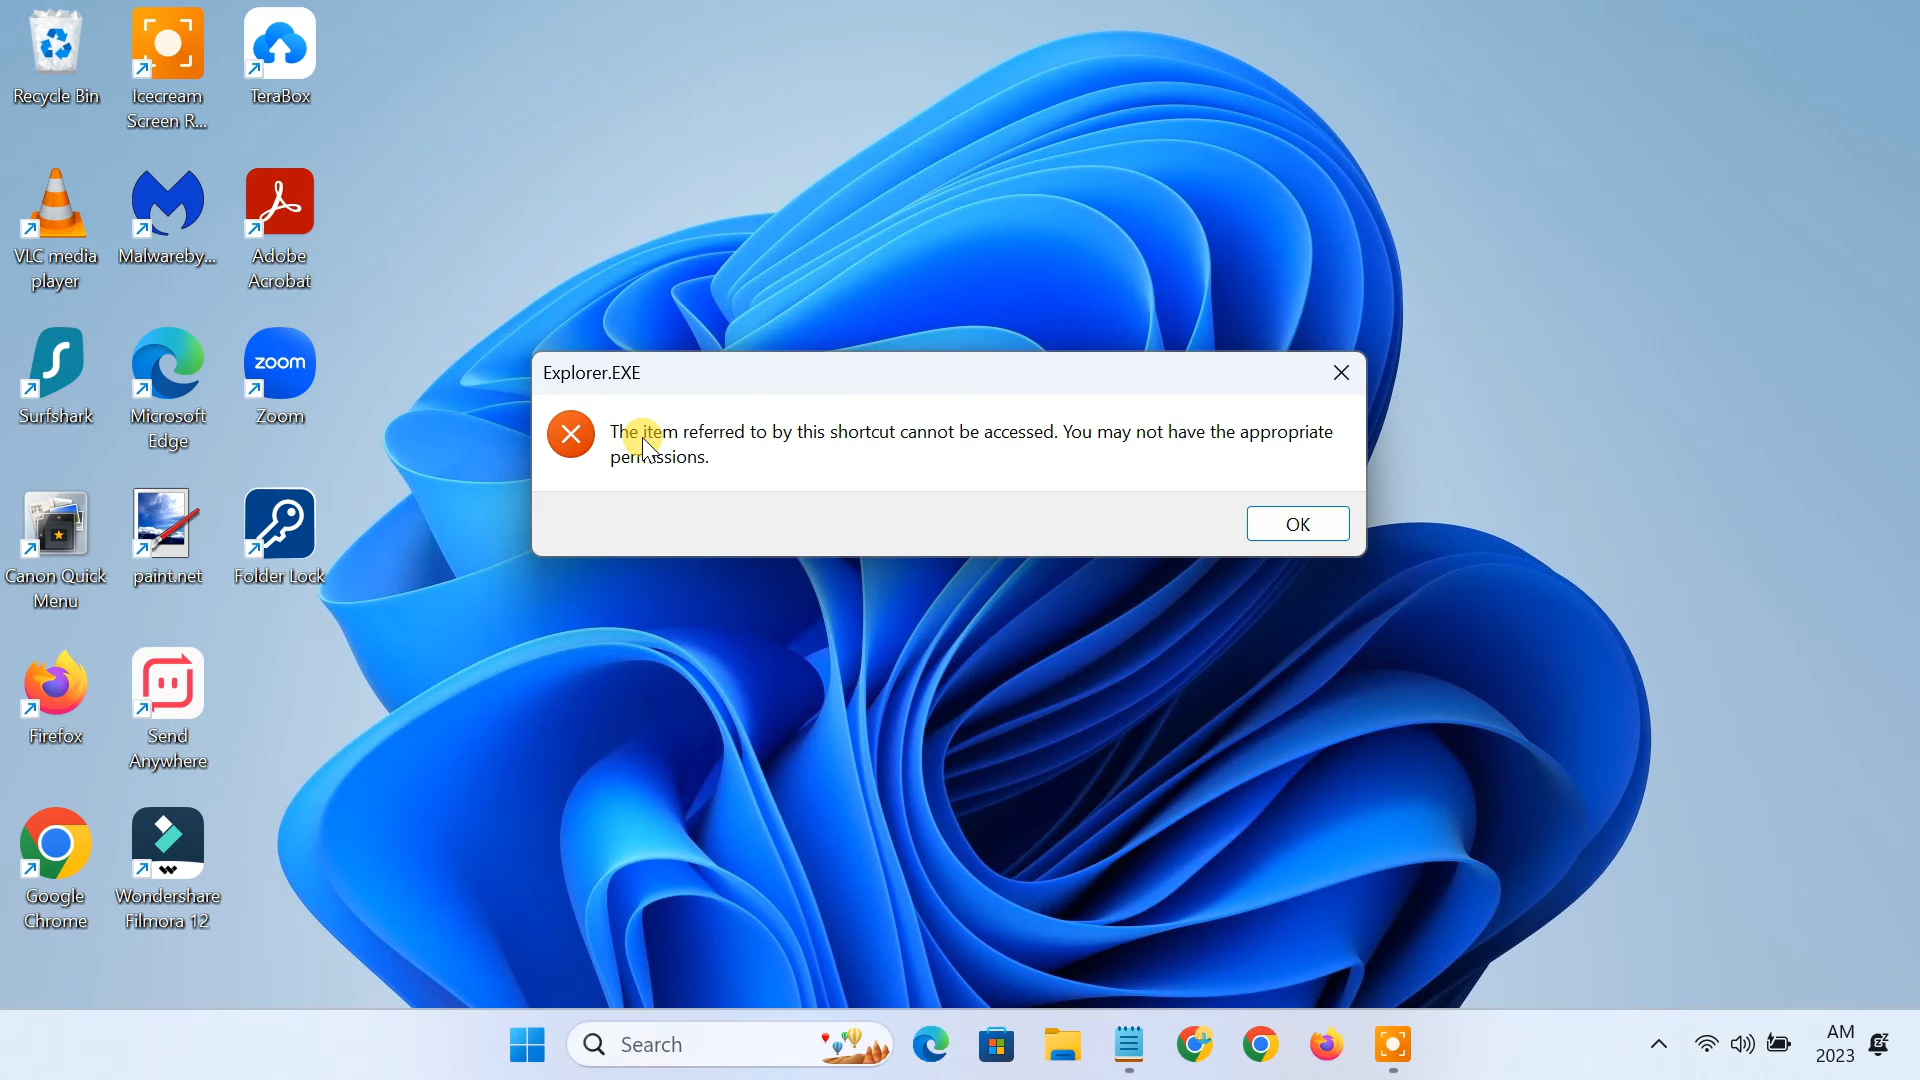 Recycle Bin
Icecream
Screen R...
TeraBox
VLC media
player
Malwareby...
Adobe
Acrobat
Surfshark
Microsoft
Edge
zoom
Zoom
Canon Quick
Menu
paint.net
Folder Lock
Firefox
Send
Anywhere
Google
Chrome
Wondershare
Filmora 12
Explorer.EXE
The item referred to by this shortcut cannot be accessed. You may not have the appropriate
permissions.
OK
Search
AM
2023